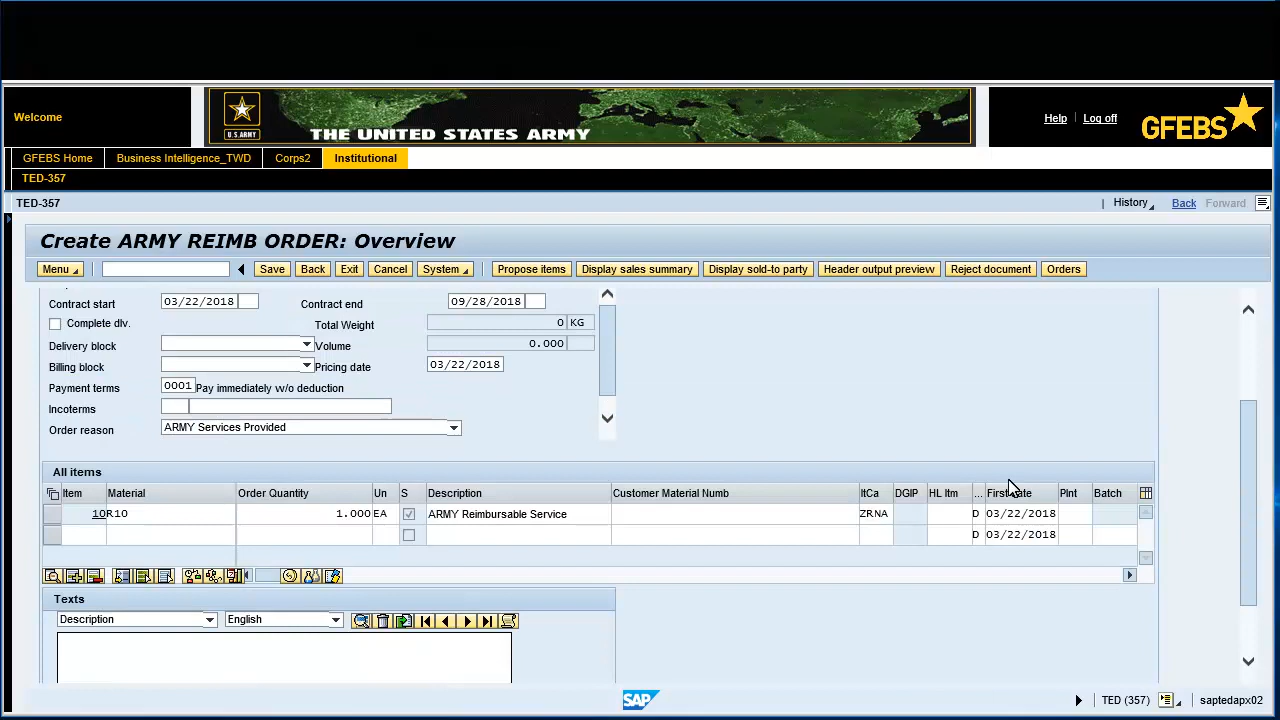 Welcome
U.S.ARMY
THE UNITED STATES ARMY
Help Log off
GFEBS
GFEBS Home Business Intelligence_TWD Corps2 Institutional
TED-357
TED-357 History Back Forward
Create ARMY REIMB ORDER: Overview
Menu Save Back Exit Cancel System Propose items Display sales summary Display sold-to party Header output preview Reject document Orders
Contract start 03/22/2018 Contract end 09/28/2018
Complete dlv. Total Weight 0 KG
Delivery block Volume 0.000
Billing block Pricing date 03/22/2018
Payment terms 0001 Pay immediately w/o deduction
Incoterms
Order reason ARMY Services Provided
All items
Item Material Order Quantity Un S Description Customer Material Numb ItCa DGIP HL Itm ... Plnt Batch
10 R10 1.000 EA ARMY Reimbursable Service ZRNA D 03/22/2018
D 03/22/2018
Texts
Description English
SAP TED (357) saptedapx02